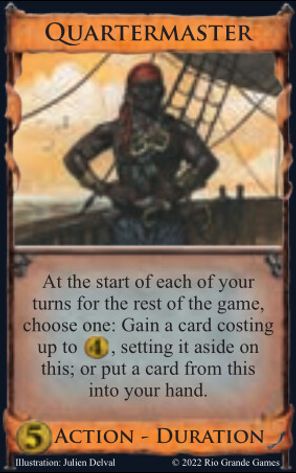 QUARTERMASTER
At the start of each of your
turns for the rest of the game,
choose one: Gain a card costing
up to 4, setting it aside on
this; or put a card from this
into your hand.
5 ACTION - DURATION
Illustration: Julien Delval © 2022 Rio Grande Games